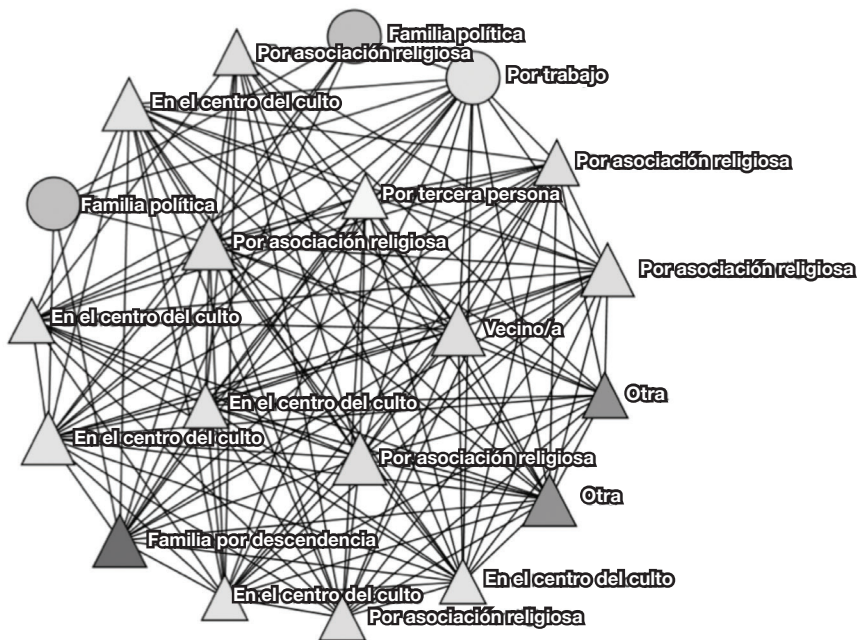 Familia política
Por asociación religiosa
Por trabajo
En el centro del culto
Por asociación religiosa
Por tercera persona
Familia política
Por asociación religiosa
Por asociación religiosa
En el centro del culto
Vecino/a
Otra
En el centro del culto
En el centro del culto
Por asociación religiosa
Otra
Familia por descendencia
En el centro del culto
En el centro del culto
Por asociación religiosa